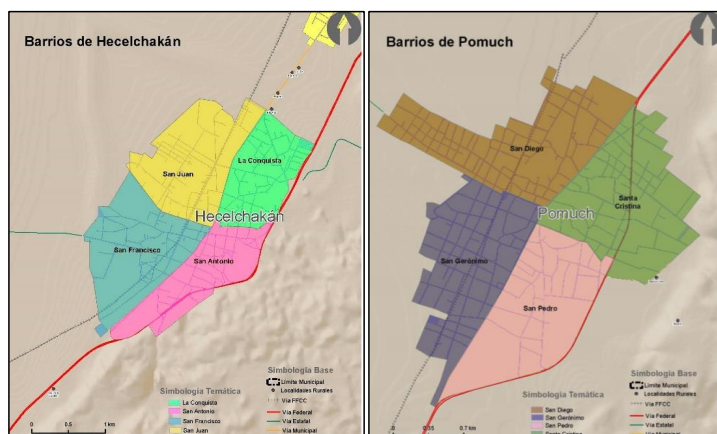 Barrios de Hecelchakán
San Juan
La Conquista
Hecelchakán
San Francisco
San Antonio
Simbología Temática
La Conquista
San Antonio
San Francisco
San Juan
Simbología Base
Límite Municipal
Localidades Rurales
Vía FFCC
Vía Federal
Vía Estatal
Vía Municipal
0 0.5 1 km
Barrios de Pomuch
San Diego
Santa
Cristina
Pomuch
San Gerónimo
San Pedro
Simbología Temática
San Diego
San Gerónimo
San Pedro
Santa Cristina
Simbología Base
Límite Municipal
Localidades Rurales
Vía FFCC
Vía Federal
Vía Estatal
Vía Municipal
0 0.35 0.7 km